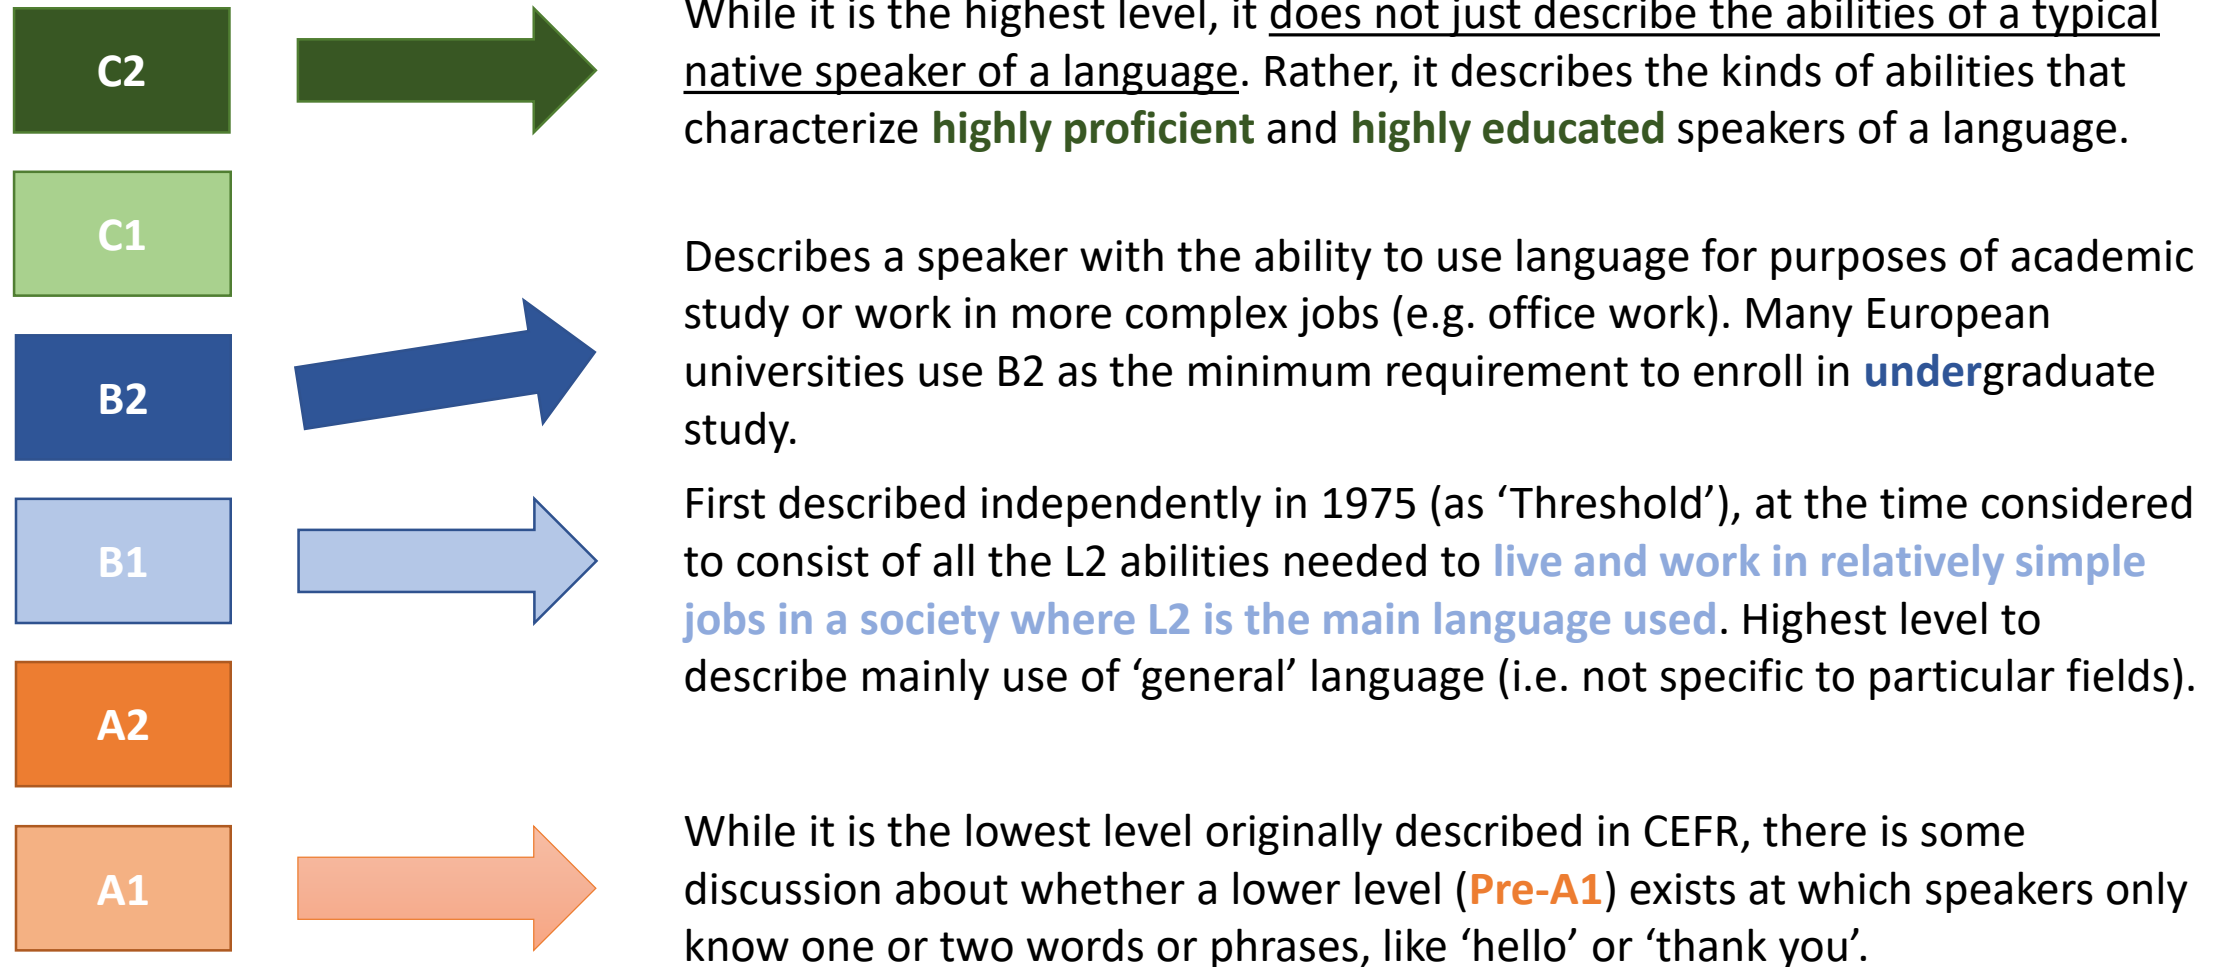 C2
While it is the highest level, it does not just describe the abilities of a typical
native speaker of a language. Rather, it describes the kinds of abilities that
characterize highly proficient and highly educated speakers of a language.
C1
B2
Describes a speaker with the ability to use language for purposes of academic
study or work in more complex jobs (e.g. office work). Many European
universities use B2 as the minimum requirement to enroll in undergraduate
study.
B1
First described independently in 1975 (as ‘Threshold’), at the time considered
to consist of all the L2 abilities needed to live and work in relatively simple
jobs in a society where L2 is the main language used. Highest level to
describe mainly use of ‘general’ language (i.e. not specific to particular fields).
A2
A1
While it is the lowest level originally described in CEFR, there is some
discussion about whether a lower level (Pre-A1) exists at which speakers only
know one or two words or phrases, like ‘hello’ or ‘thank you’.